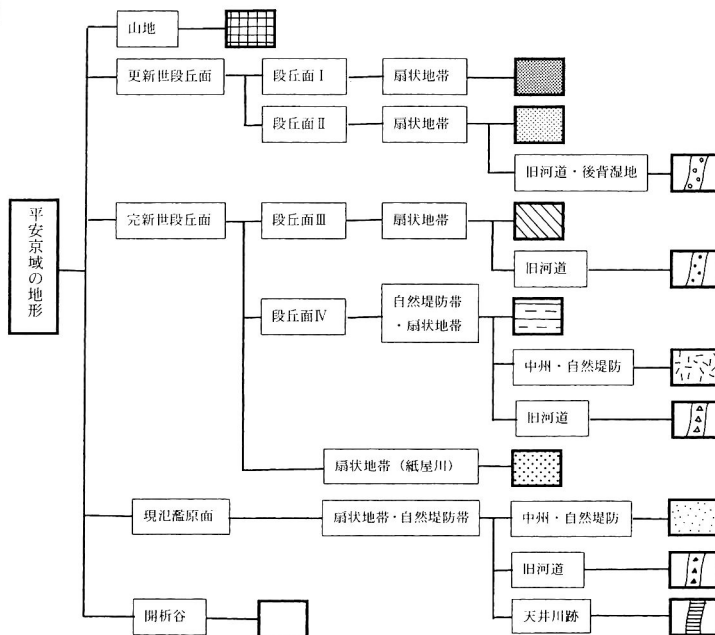 平安京域の地形
山地
更新世段丘面
段丘面Ⅰ
扇状地帯
段丘面Ⅱ
扇状地帯
旧河道・後背湿地
完新世段丘面
段丘面Ⅲ
扇状地帯
旧河道
段丘面Ⅳ
自然堤防帯
・扇状地帯
中州・自然堤防
旧河道
扇状地帯（紙屋川）
現氾濫原面
扇状地帯・自然堤防帯
中州・自然堤防
旧河道
天井川跡
開析谷